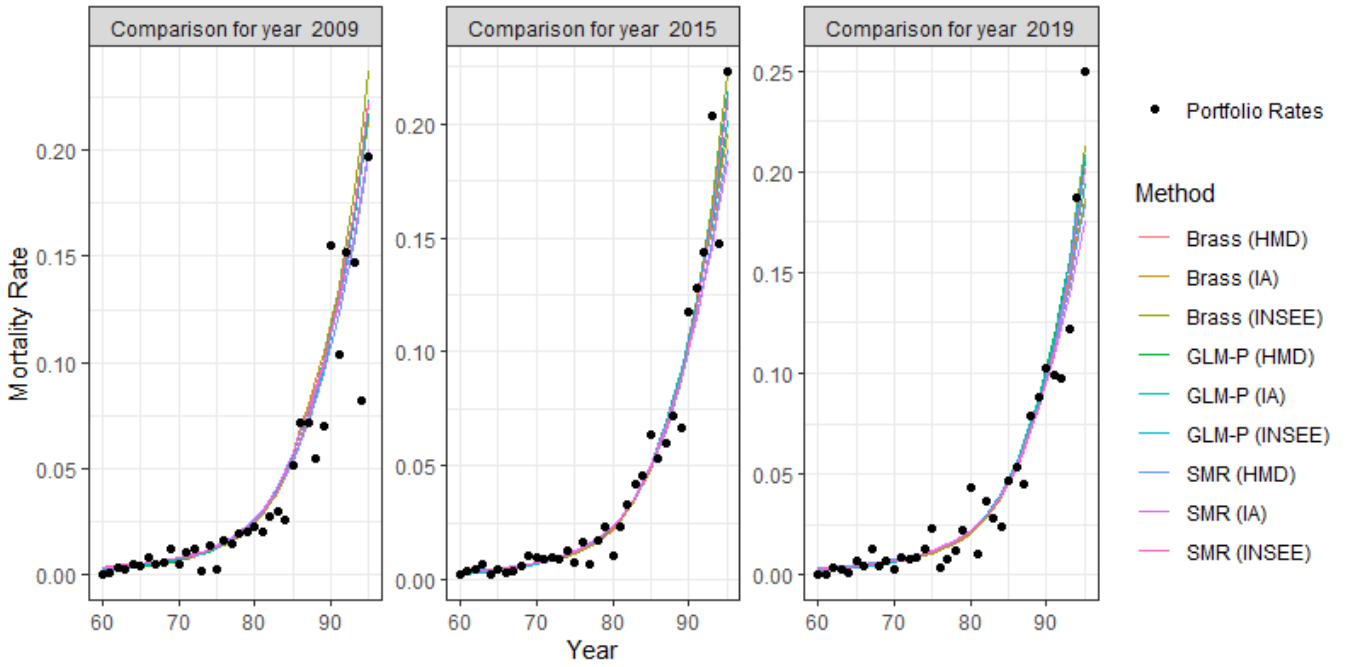 Comparison for year 2009
Comparison for year 2015
Comparison for year 2019
Mortality Rate
0.20
0.15
0.10
0.05
0.00
60 70 80 90
0.20
0.15
0.10
0.05
0.00
60 70 80 90
0.25
0.20
0.15
0.10
0.05
0.00
60 70 80 90
Year
Portfolio Rates
Method
Brass (HMD)
Brass (IA)
Brass (INSEE)
GLM-P (HMD)
GLM-P (IA)
GLM-P (INSEE)
SMR (HMD)
SMR (IA)
SMR (INSEE)